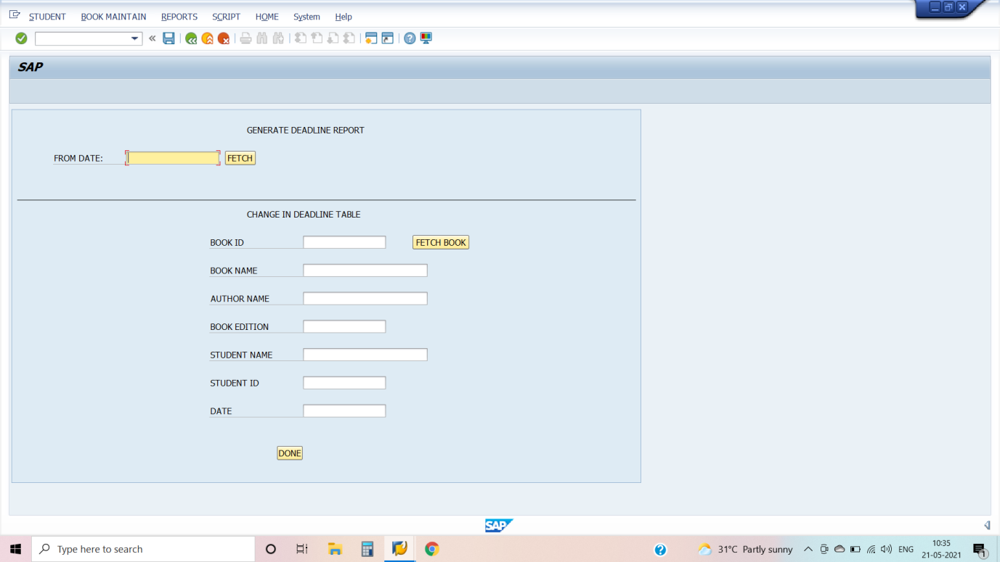 STUDENT BOOK MAINTAIN REPORTS SCRIPT HOME System Help
SAP
GENERATE DEADLINE REPORT
FROM DATE: FETCH
CHANGE IN DEADLINE TABLE
BOOK ID FETCH BOOK
BOOK NAME
AUTHOR NAME
BOOK EDITION
STUDENT NAME
STUDENT ID
DATE
DONE
SAP
Type here to search 31°C Partly sunny ENG 10:35
21-05-2021 1